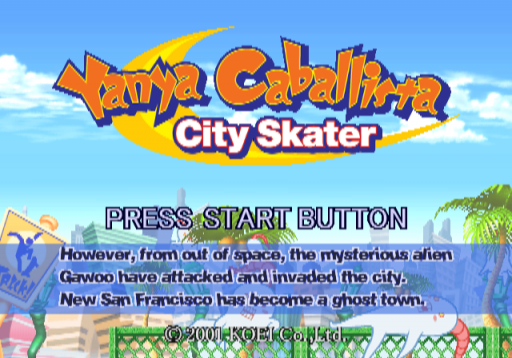 Yanya Caballista
City Skater
PRESS START BUTTON
However, from out of space, the mysterious alien
Gawoo have attacked and invaded the city.
New San Francisco has become a ghost town.
© 2001 KOEI Co.,Ltd.
Trick!